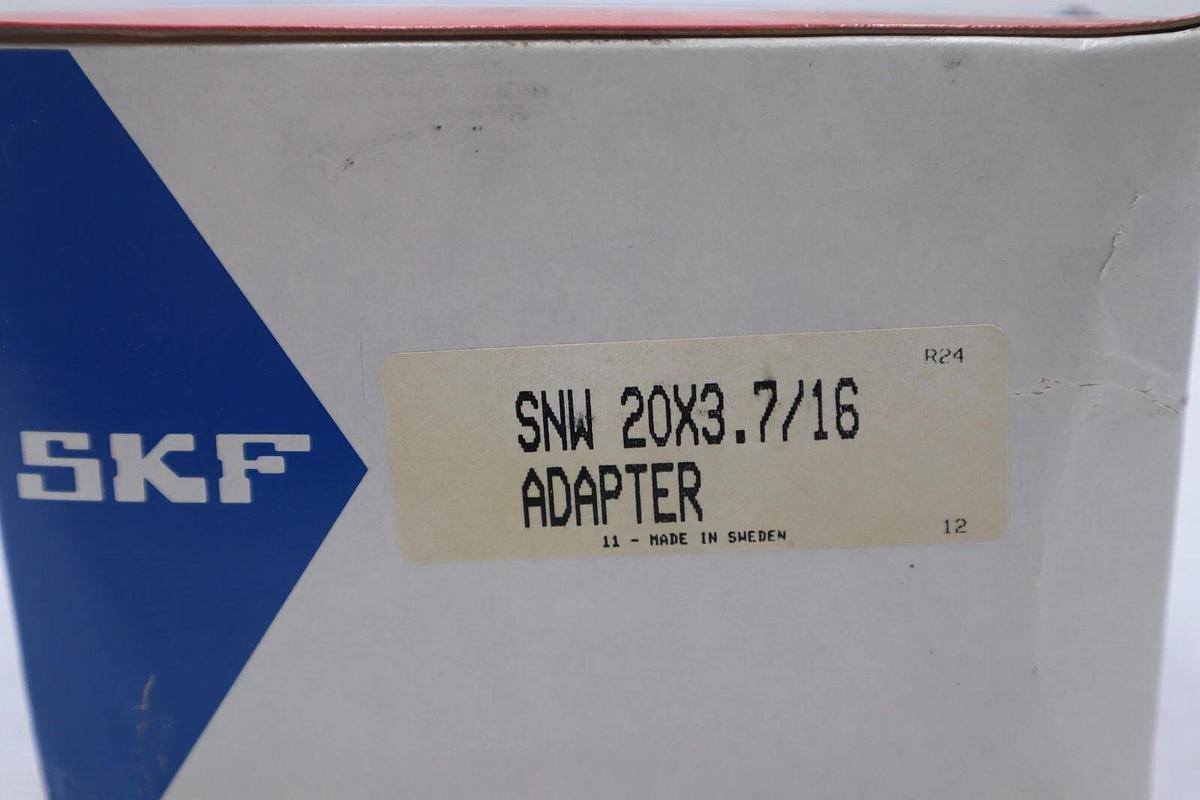 SKF
R24
SNW 20X3.7/16
ADAPTER
11 - MADE IN SWEDEN
12